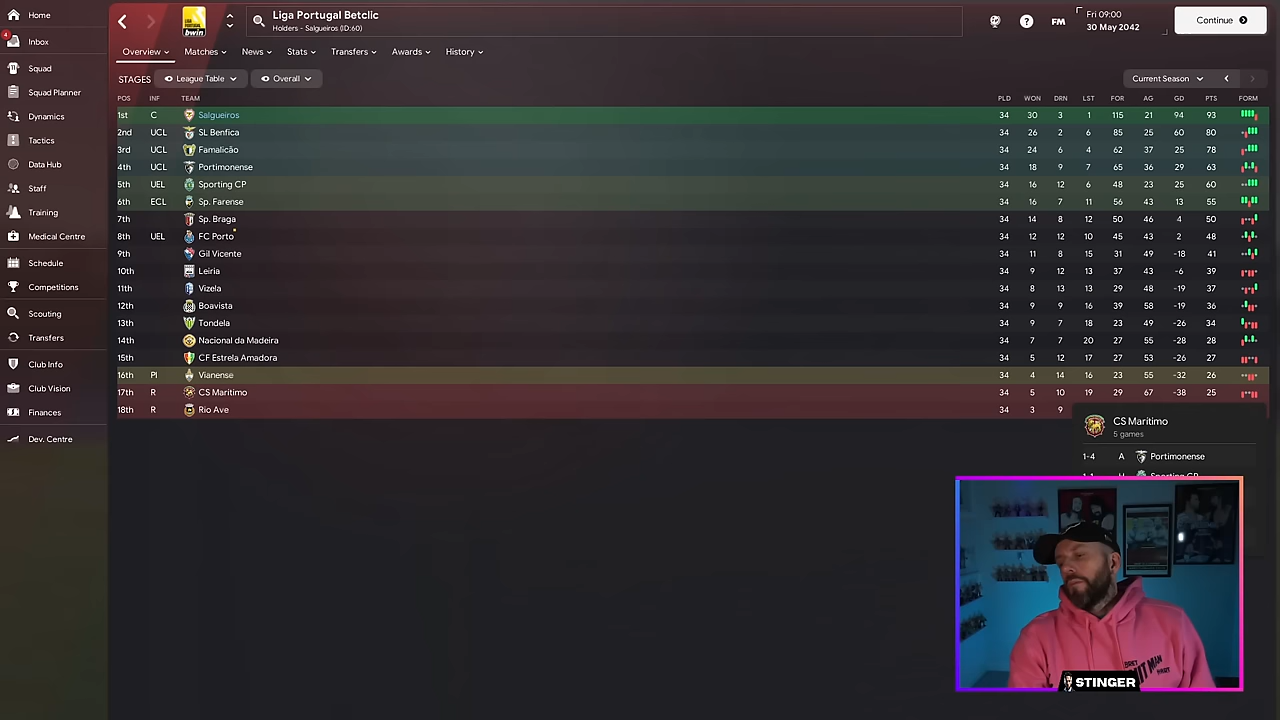 Home
Inbox
4
Squad
Squad Planner
Dynamics
Tactics
Data Hub
Staff
Training
Medical Centre
Schedule
Competitions
Scouting
Transfers
Club Info
Club Vision
Finances
Dev. Centre
LIGA PORTUGAL
bwin
Liga Portugal Betclic
Holders - Salgueiros (ID:60)
FM
Fri 09:00
30 May 2042
Continue
Overview Matches News Stats Transfers Awards History
STAGES League Table Overall Current Season
POS INF TEAM PLD WON DRN LST FOR AG GD PTS FORM
1st C Salgueiros 34 30 3 1 115 21 94 93
2nd UCL SL Benfica 34 26 2 6 85 25 60 80
3rd UCL Famalicão 34 24 6 4 62 37 25 78
4th UCL Portimonense 34 18 9 7 65 36 29 63
5th UEL Sporting CP 34 16 12 6 48 23 25 60
6th ECL Sp. Farense 34 16 7 11 56 43 13 55
7th Sp. Braga 34 14 8 12 50 46 4 50
8th UEL FC Porto 34 12 12 10 45 43 2 48
9th Gil Vicente 34 11 8 15 31 49 -18 41
10th Leiria 34 9 12 13 37 43 -6 39
11th Vizela 34 8 13 13 29 48 -19 37
12th Boavista 34 9 9 16 39 58 -19 36
13th Tondela 34 9 7 18 23 49 -26 34
14th Nacional da Madeira 34 7 7 20 27 55 -28 28
15th CF Estrela Amadora 34 5 12 17 27 53 -26 27
16th Pl Vianense 34 4 14 16 23 55 -32 26
17th R CS Marítimo 34 5 10 19 29 67 -38 25
18th R Rio Ave 34 3 9
CS Marítimo
5 games
1-4 A Portimonense
1-1 H Sporting CP
STINGER